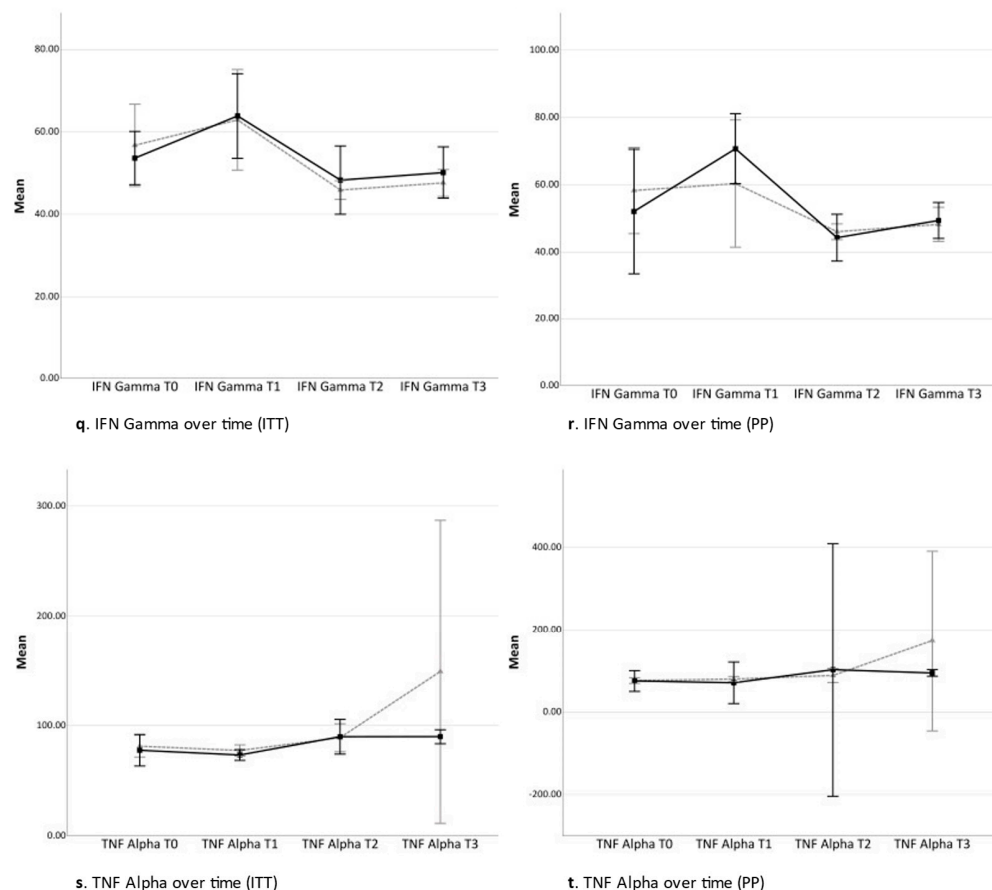 80.00
60.00
40.00
20.00
0.00
Mean
IFN Gamma T0 IFN Gamma T1 IFN Gamma T2 IFN Gamma T3
q. IFN Gamma over time (ITT)
100.00
80.00
60.00
40.00
20.00
0.00
Mean
IFN Gamma T0 IFN Gamma T1 IFN Gamma T2 IFN Gamma T3
r. IFN Gamma over time (PP)
300.00
200.00
100.00
0.00
Mean
TNF Alpha T0 TNF Alpha T1 TNF Alpha T2 TNF Alpha T3
s. TNF Alpha over time (ITT)
400.00
200.00
0.00
-200.00
Mean
TNF Alpha T0 TNF Alpha T1 TNF Alpha T2 TNF Alpha T3
t. TNF Alpha over time (PP)